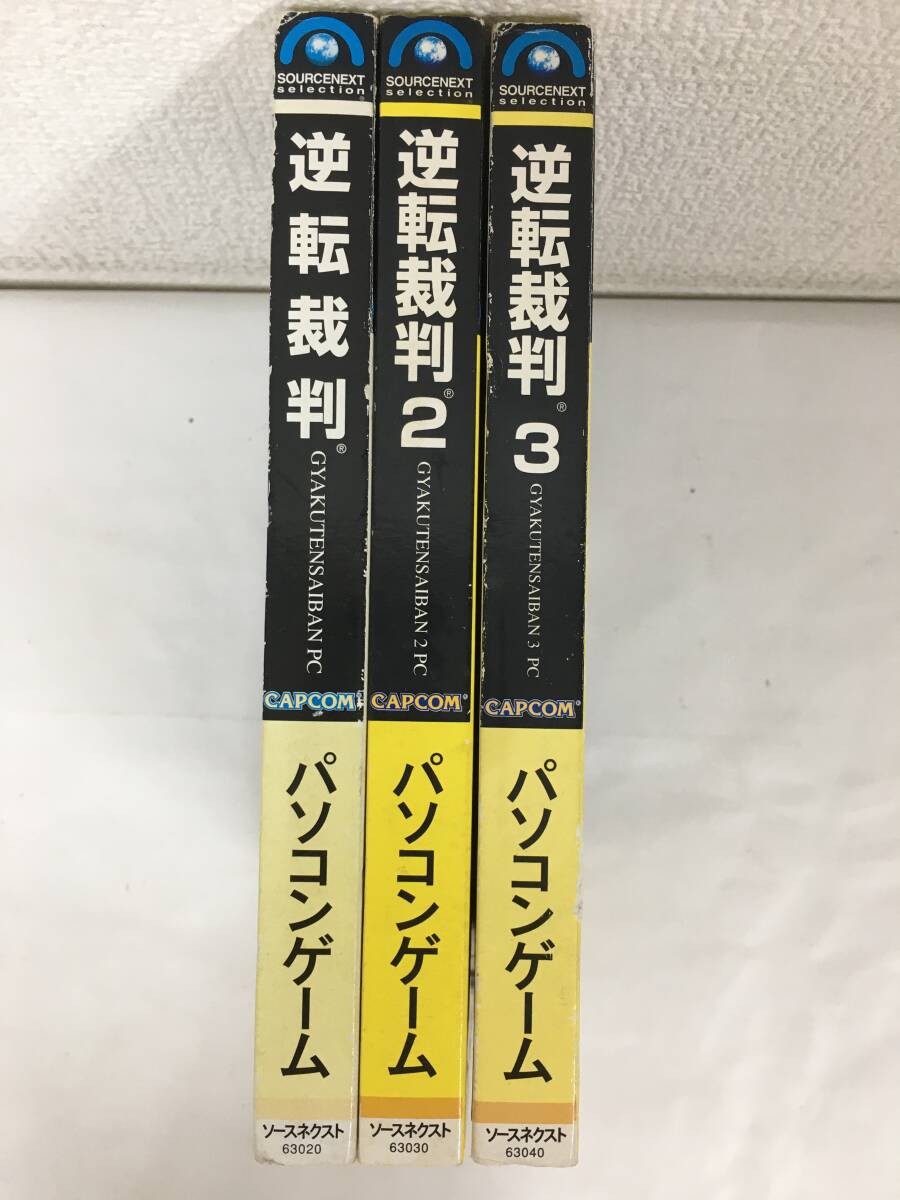 SOURCENEXT
selection
逆転裁判®
GYAKUTENSAIBAN PC
CAPCOM
パソコンゲーム
ソースネクスト
63020
SOURCENEXT
selection
逆転裁判®2
GYAKUTENSAIBAN 2 PC
CAPCOM®
パソコンゲーム
ソースネクスト
63030
SOURCENEXT
selection
逆転裁判®3
GYAKUTENSAIBAN 3 PC
CAPCOM®
パソコンゲーム
ソースネクスト
63040